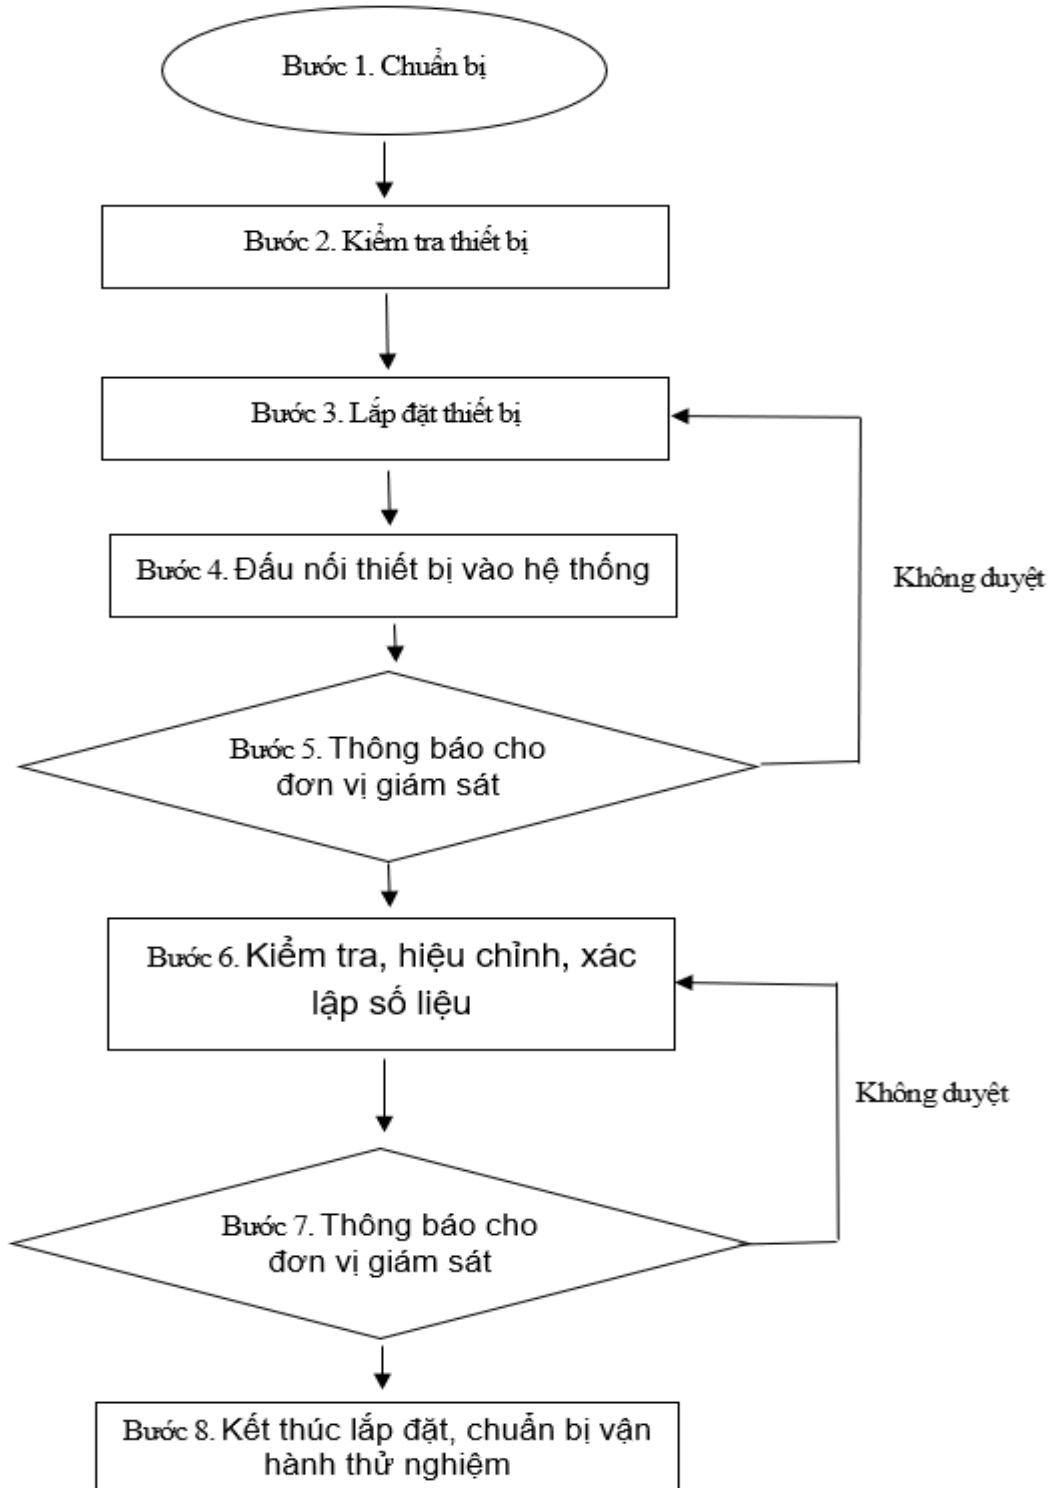 Bước 1. Chuẩn bị
Bước 2. Kiểm tra thiết bị
Bước 3. Lắp đặt thiết bị
Bước 4. Đấu nối thiết bị vào hệ thống
Không duyệt
Bước 5. Thông báo cho
đơn vị giám sát
Bước 6. Kiểm tra, hiệu chỉnh, xác
lập số liệu
Không duyệt
Bước 7. Thông báo cho
đơn vị giám sát
Bước 8. Kết thúc lắp đặt, chuẩn bị vận
hành thử nghiệm